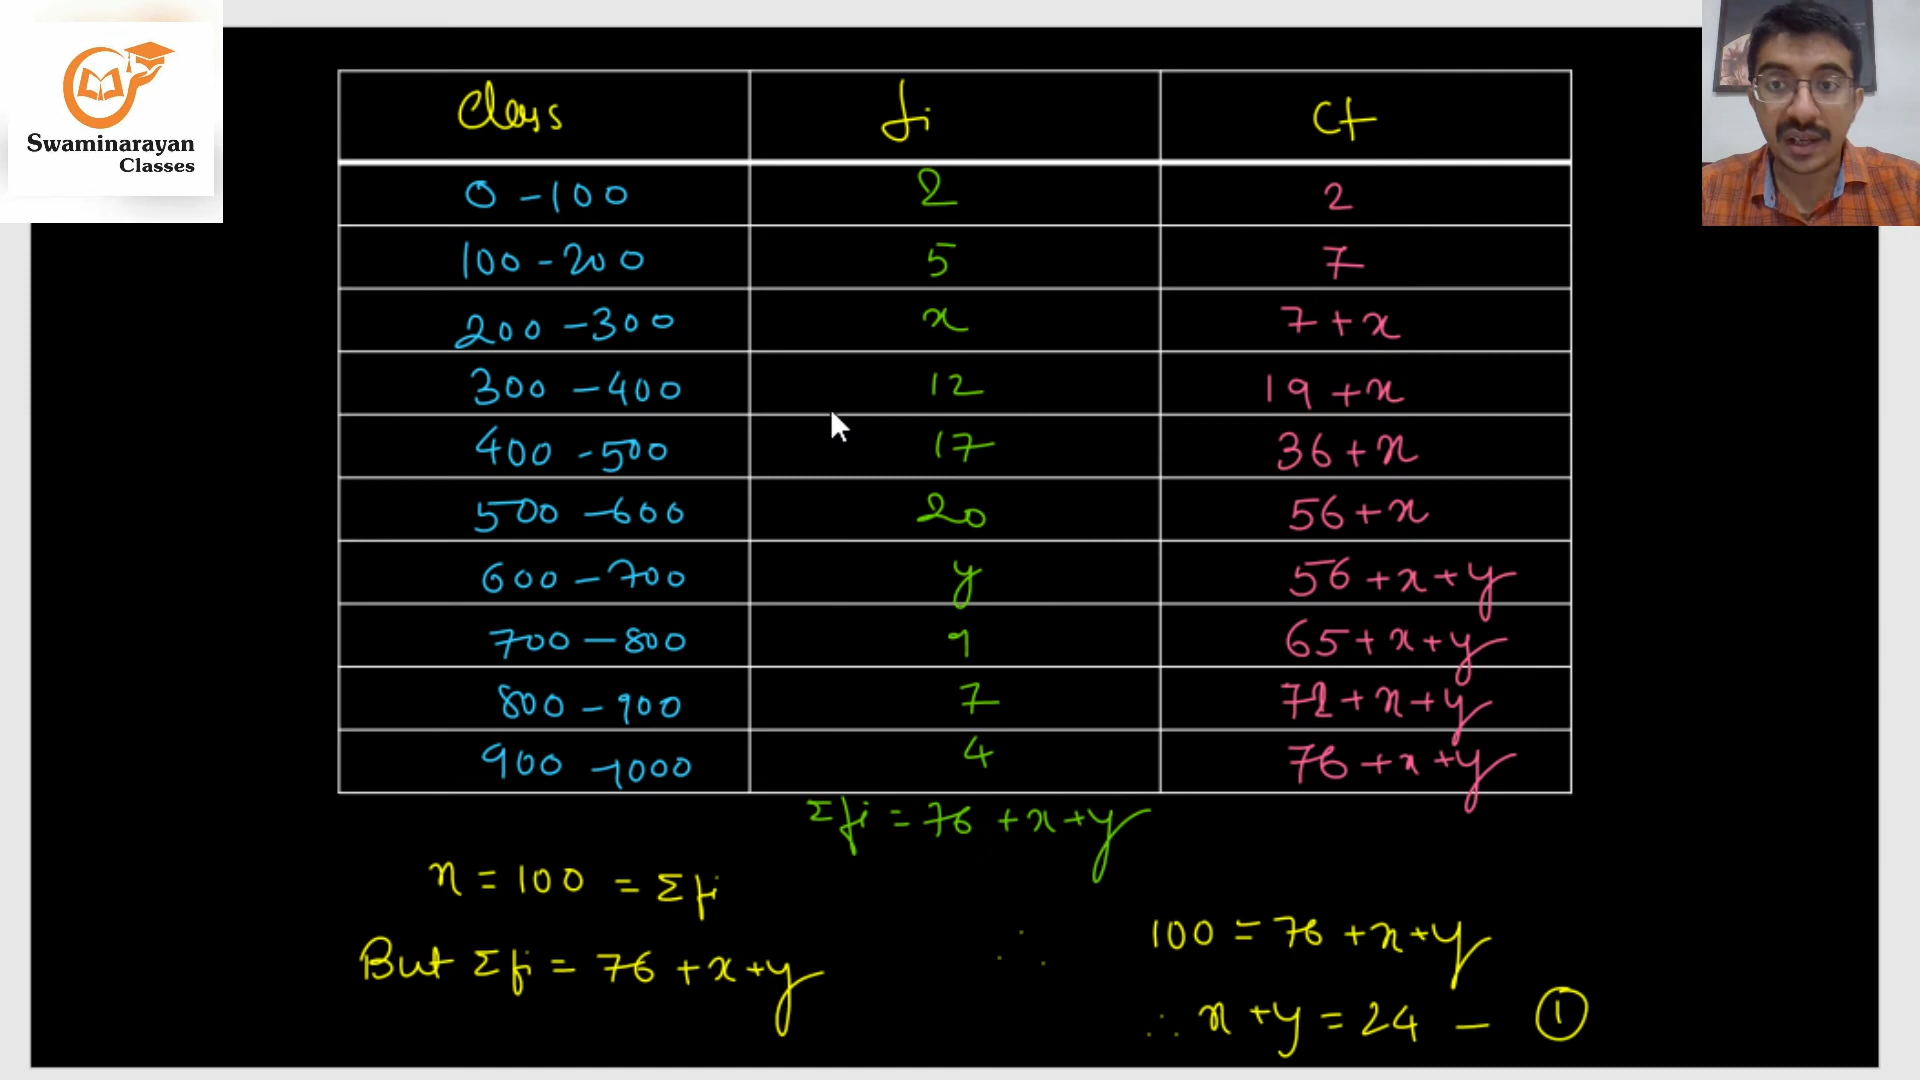 Swaminarayan
Classes
Class fi cf
0 - 100 2 2
100 - 200 5 7
200 - 300 x 7 + x
300 - 400 12 19 + x
400 - 500 17 36 + x
500 - 600 20 56 + x
600 - 700 y 56 + x + y
700 - 800 9 65 + x + y
800 - 900 7 72 + x + y
900 - 1000 4 76 + x + y
Σfi = 76 + x + y
n = 100 = Σfi
But Σfi = 76 + x + y
∴ 100 = 76 + x + y
∴ x + y = 24 - ①